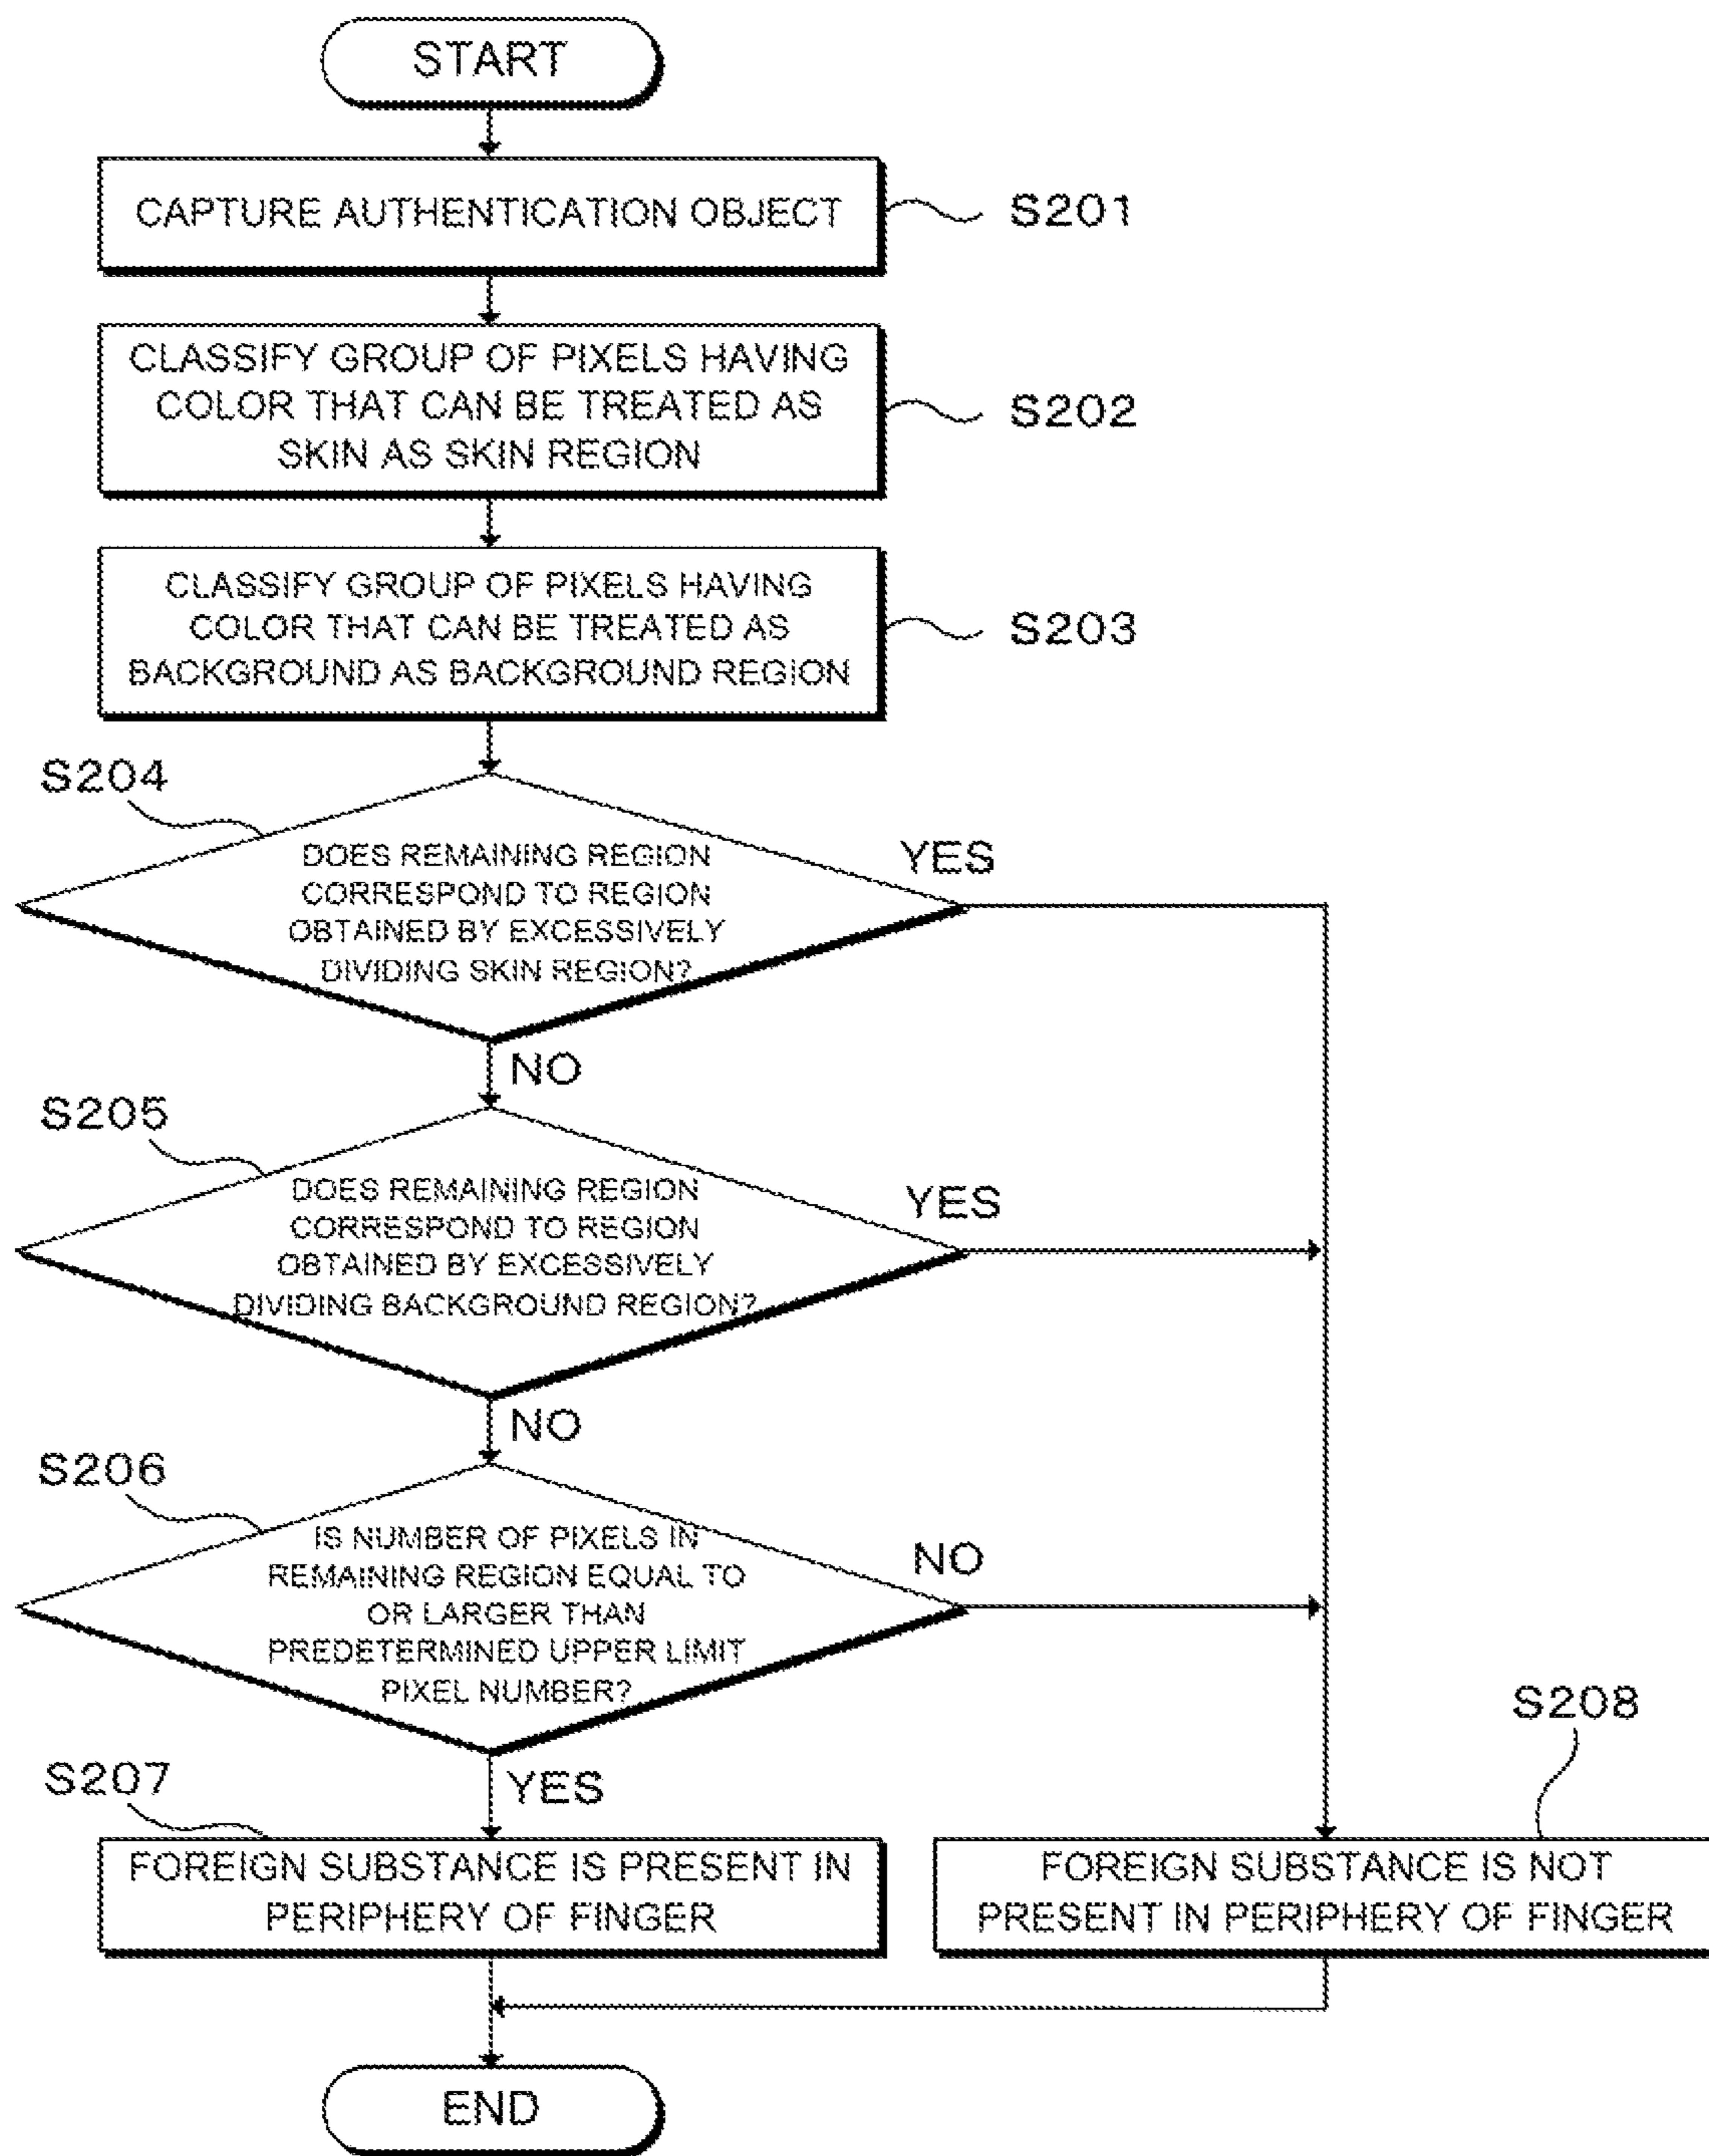 START
CAPTURE AUTHENTICATION OBJECT
S201
CLASSIFY GROUP OF PIXELS HAVING
COLOR THAT CAN BE TREATED AS
SKIN AS SKIN REGION
S202
CLASSIFY GROUP OF PIXELS HAVING
COLOR THAT CAN BE TREATED AS
BACKGROUND AS BACKGROUND REGION
S203
S204
DOES REMAINING REGION
CORRESPOND TO REGION
OBTAINED BY EXCESSIVELY
DIVIDING SKIN REGION?
YES
NO
S205
DOES REMAINING REGION
CORRESPOND TO REGION
OBTAINED BY EXCESSIVELY
DIVIDING BACKGROUND REGION?
YES
NO
S206
IS NUMBER OF PIXELS IN
REMAINING REGION EQUAL TO
OR LARGER THAN
PREDETERMINED UPPER LIMIT
PIXEL NUMBER?
NO
YES
S207
FOREIGN SUBSTANCE IS PRESENT IN
PERIPHERY OF FINGER
S208
FOREIGN SUBSTANCE IS NOT
PRESENT IN PERIPHERY OF FINGER
END